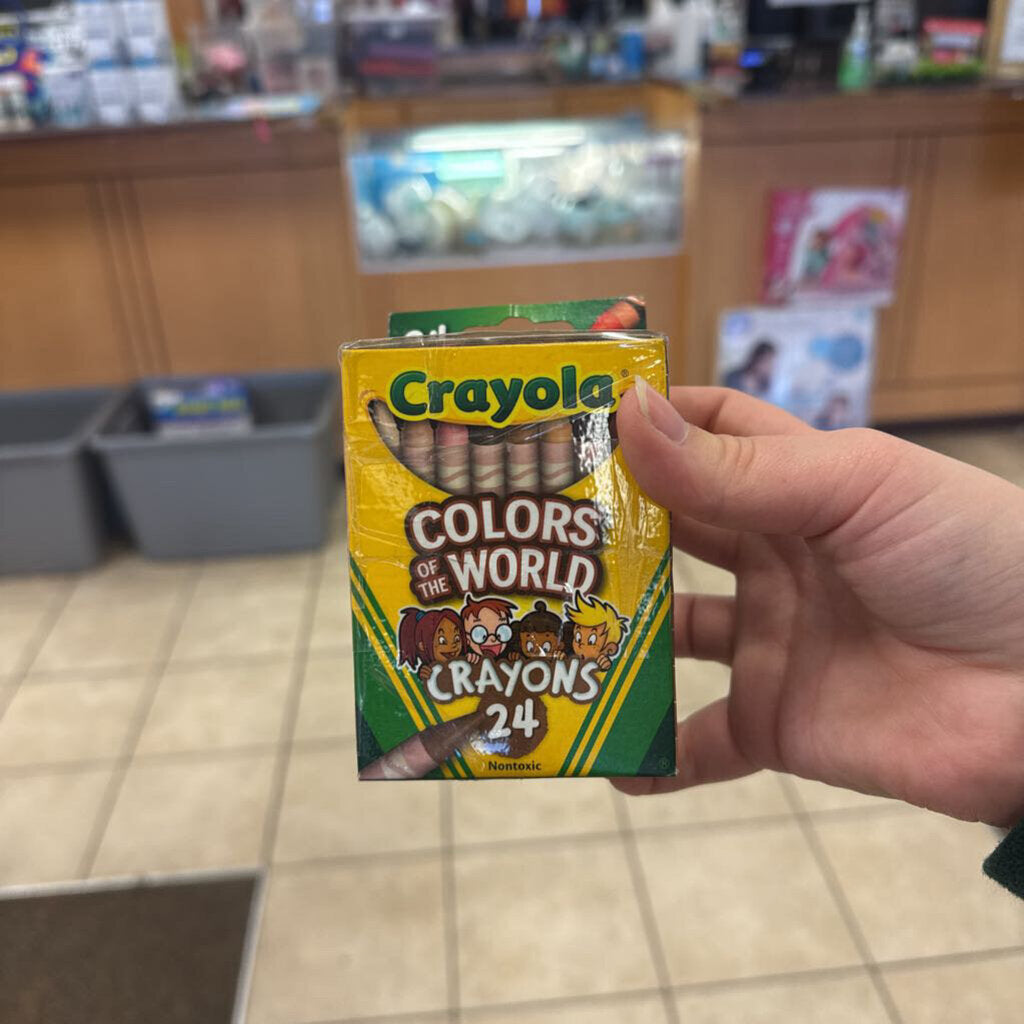 Crayola®
COLORS
OF THE WORLD
CRAYONS
24
Nontoxic
®